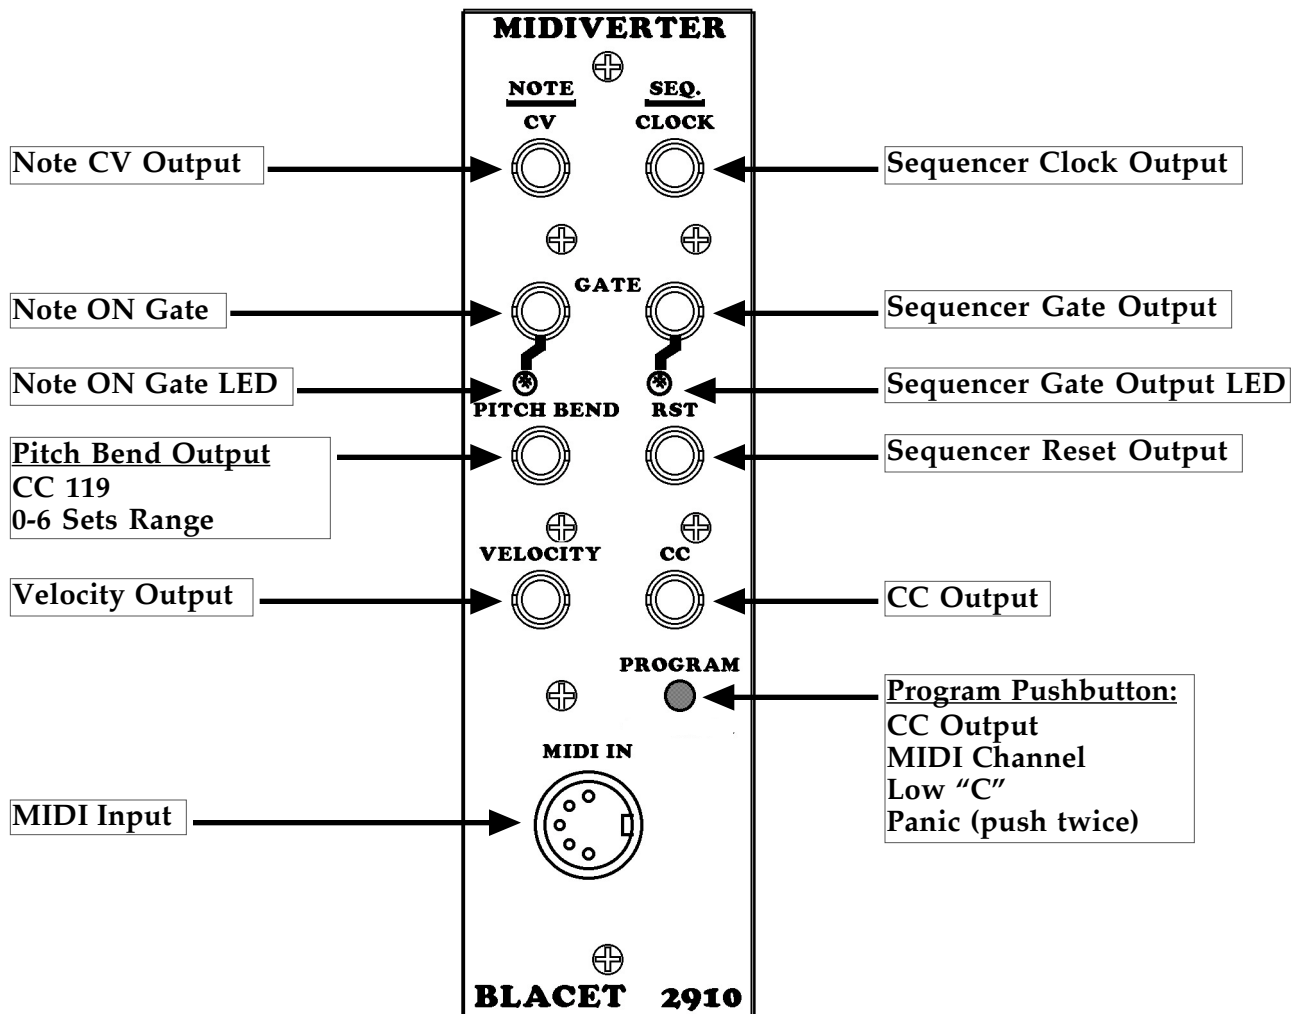 MIDIVERTER
NOTE SEQ.
CV CLOCK
Note CV Output
Sequencer Clock Output
GATE
Note ON Gate
Sequencer Gate Output
Note ON Gate LED
Sequencer Gate Output LED
PITCH BEND RST
Pitch Bend Output
CC 119
0-6 Sets Range
Sequencer Reset Output
VELOCITY CC
Velocity Output
CC Output
PROGRAM
Program Pushbutton:
CC Output
MIDI Channel
Low “C”
Panic (push twice)
MIDI IN
MIDI Input
BLACET 2910